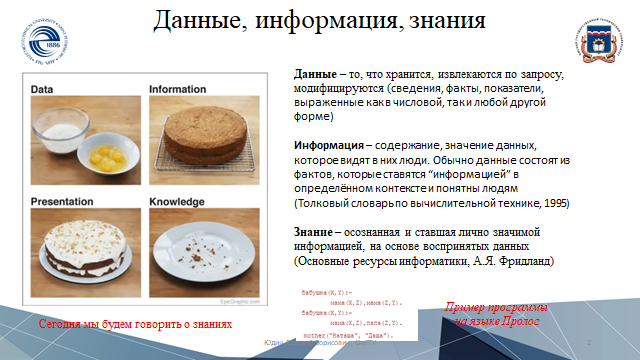 Данные, информация, знания
1886
Data
Information
Presentation
Knowledge
EpicGraphic.com
Данные – то, что хранится, извлекаются по запросу,
модифицируются (сведения, факты, показатели,
выраженные как в числовой, так и любой другой
форме)
Информация – содержание, значение данных,
которое видят в них люди. Обычно данные состоят из
фактов, которые ставятся “информацией” в
определённом контексте и понятны людям
(Толковый словарь по вычислительной технике, 1995)
Знание – осознанная и ставшая лично значимой
информацией, на основе воспринятых данных
(Основные ресурсы информатики, А.Я. Фридланд)
Сегодня мы будем говорить о знаниях
бабушка(X,Y):-
мама(X,Z),мама(Z,Y).
бабушка(X,Y):-
мама(X,Z),папа(Z,Y).
mother("Наташа", "Даша").
Пример программы
на языке Пролог
2